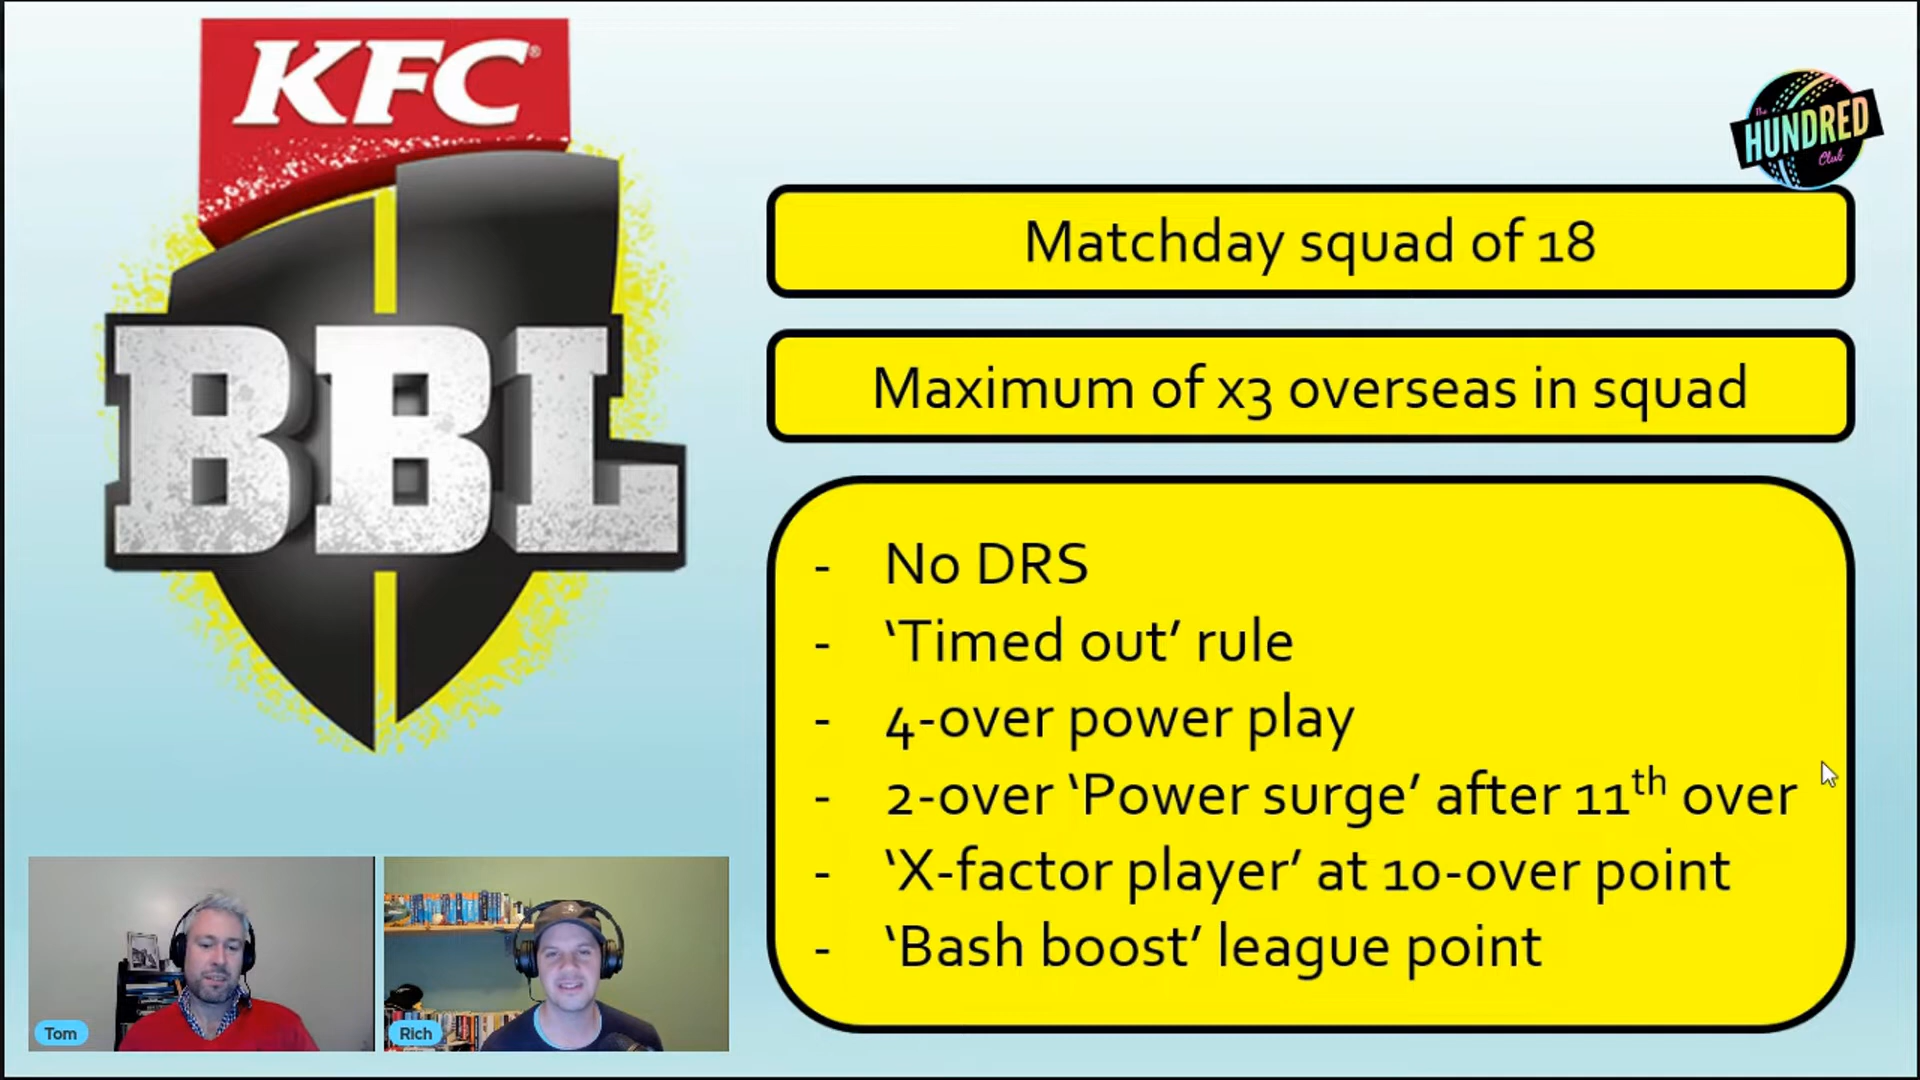 KFC®
BBL
The
HUNDRED
Club
Matchday squad of 18
Maximum of x3 overseas in squad
- No DRS
- ‘Timed out’ rule
- 4-over power play
- 2-over ‘Power surge’ after 11th over
- ‘X-factor player’ at 10-over point
- ‘Bash boost’ league point
Tom
Rich